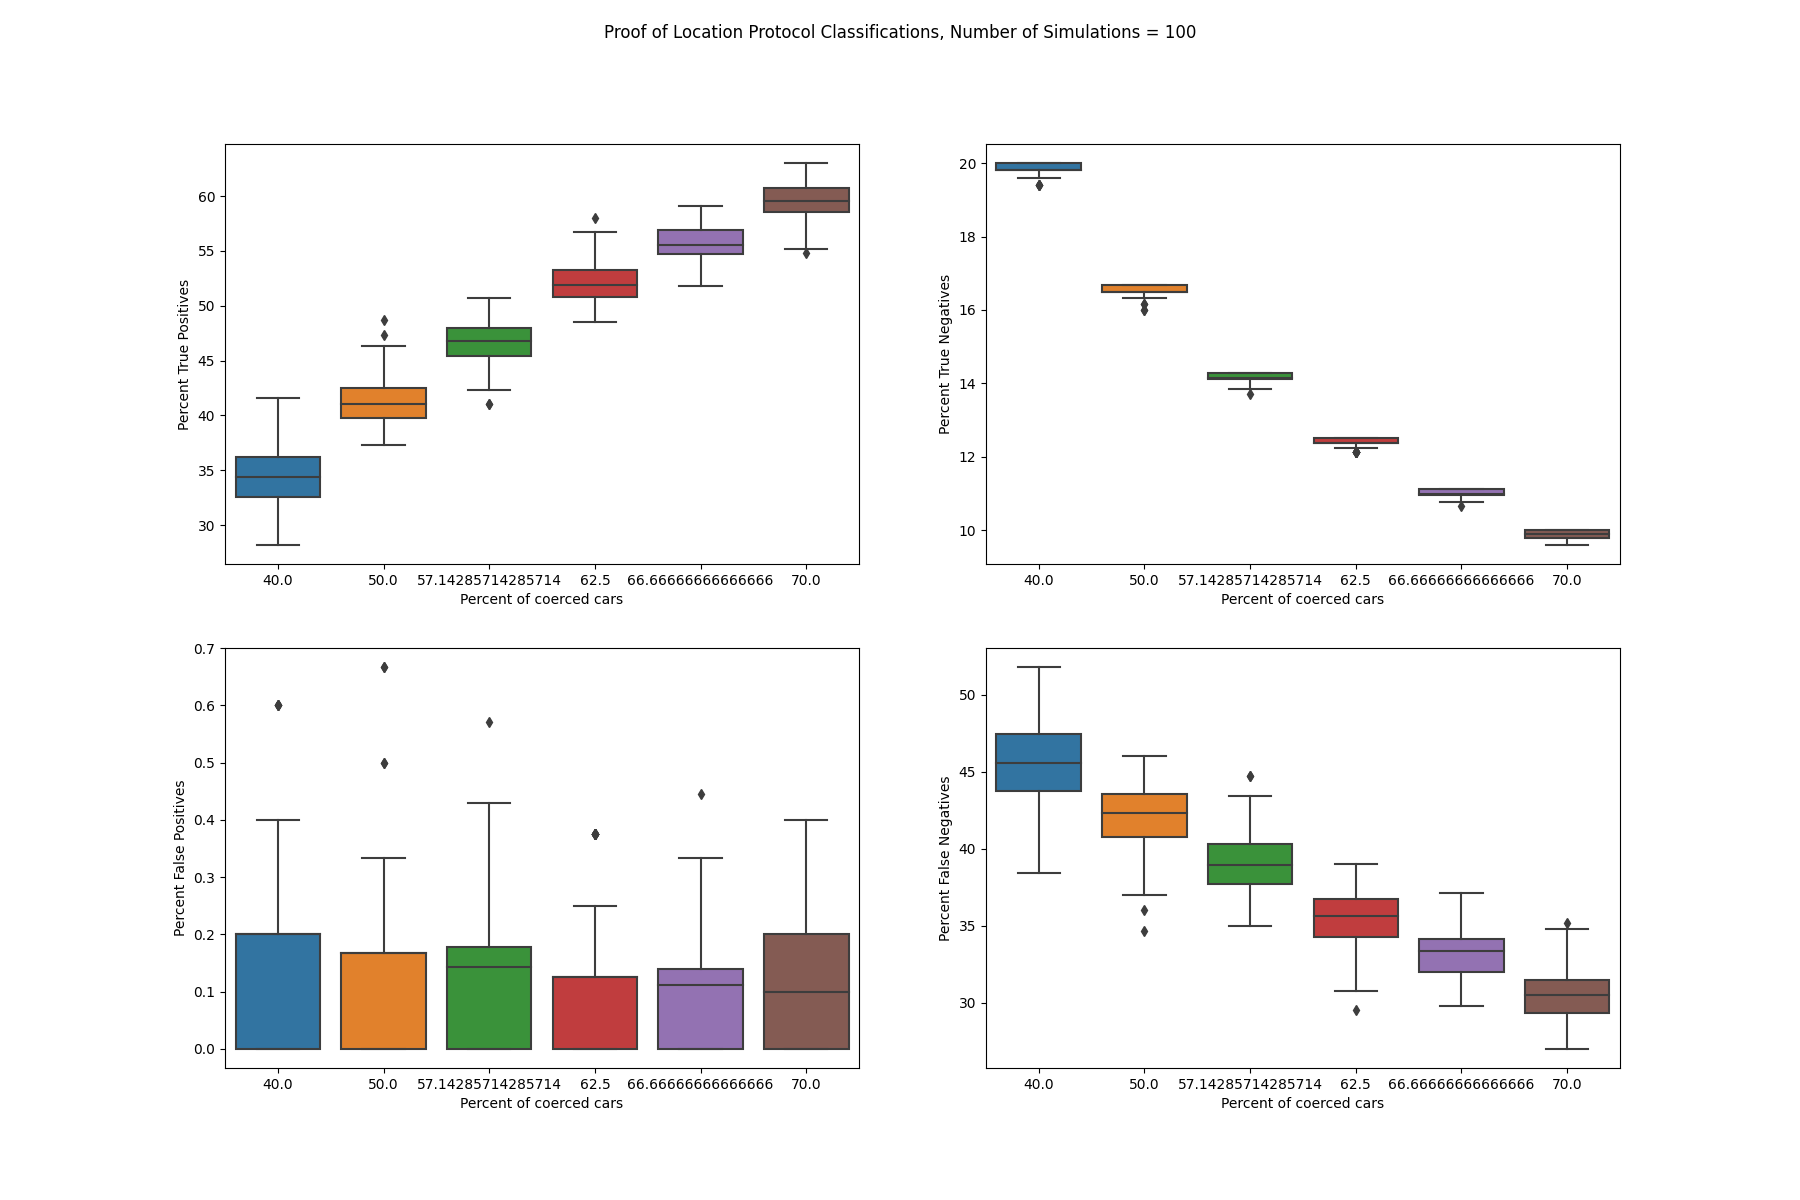 Proof of Location Protocol Classifications, Number of Simulations = 100
Percent True Positives
60
55
50
45
40
35
30
40.0 50.0 57.142857142857146 62.5 66.66666666666666 70.0
Percent of coerced cars
Percent True Negatives
20
18
16
14
12
10
40.0 50.0 57.142857142857146 62.5 66.66666666666666 70.0
Percent of coerced cars
Percent False Positives
0.7
0.6
0.5
0.4
0.3
0.2
0.1
0.0
40.0 50.0 57.142857142857146 62.5 66.66666666666666 70.0
Percent of coerced cars
Percent False Negatives
50
45
40
35
30
40.0 50.0 57.142857142857146 62.5 66.66666666666666 70.0
Percent of coerced cars